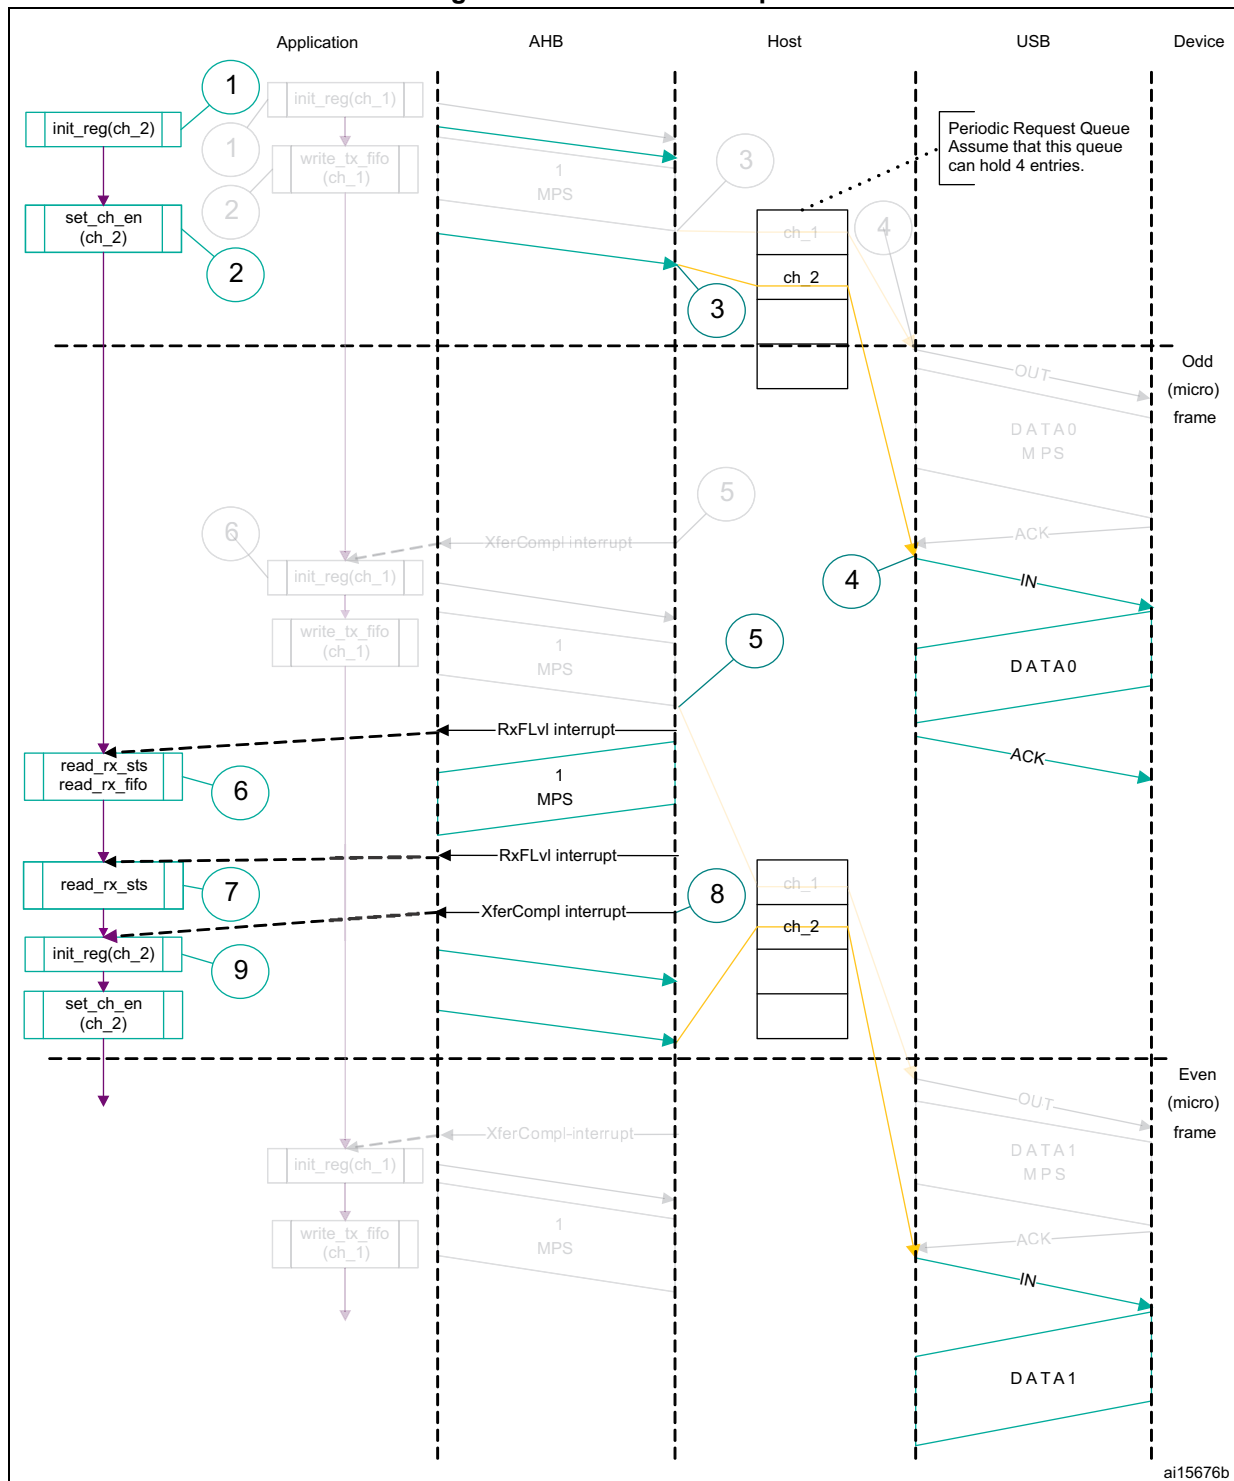 Application
AHB
Host
USB
Device
1
init_reg(ch_2)
init_reg(ch_1)
1
write_tx_fifo
(ch_1)
2
1
MPS
3
Periodic Request Queue
Assume that this queue
can hold 4 entries.
4
set_ch_en
(ch_2)
2
ch_1
ch_2
3
Odd
(micro)
frame
OUT
DATA0
MPS
ACK
5
6
XferCompl interrupt
init_reg(ch_1)
write_tx_fifo
(ch_1)
1
MPS
4
IN
5
DATA0
RxFLvl interrupt
ACK
read_rx_sts
read_rx_fifo
6
1
MPS
RxFLvl interrupt
read_rx_sts
7
XferCompl interrupt
8
ch_1
ch_2
init_reg(ch_2)
9
set_ch_en
(ch_2)
Even
(micro)
frame
OUT
XferCompl-interrupt
init_reg(ch_1)
DATA1
MPS
write_tx_fifo
(ch_1)
1
MPS
ACK
IN
DATA1
ai15676b